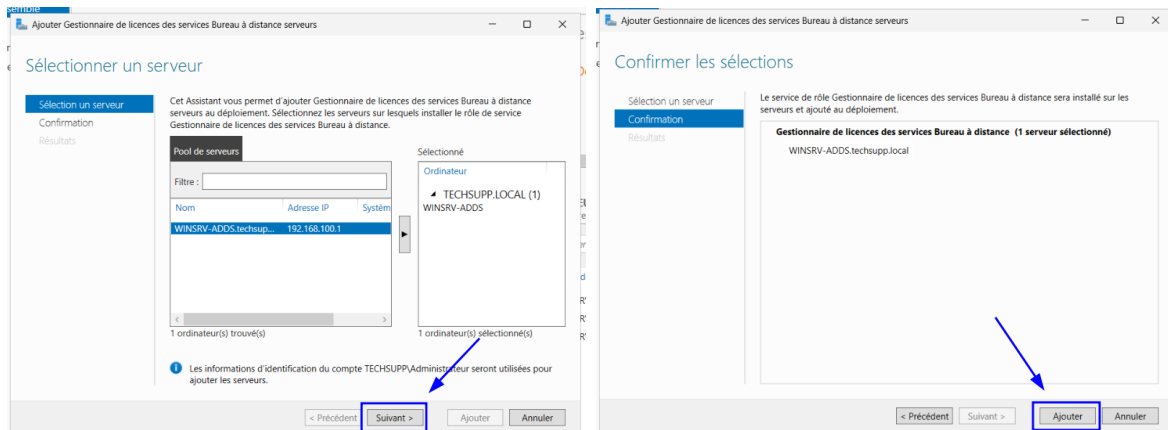 semble
Ajouter Gestionnaire de licences des services Bureau à distance serveurs
Sélectionner un serveur
Sélection un serveur
Confirmation
Résultats
Cet Assistant vous permet d'ajouter Gestionnaire de licences des services Bureau à distance
serveurs au déploiement. Sélectionnez les serveurs sur lesquels installer le rôle de service
Gestionnaire de licences des services Bureau à distance.
Pool de serveurs
Filtre :
Nom Adresse IP Systèm
WINSRV-ADDS.techsup... 192.168.100.1
1 ordinateur(s) trouvé(s)
Sélectionné
Ordinateur
TECHSUPP.LOCAL (1)
WINSRV-ADDS
1 ordinateur(s) sélectionné(s)
Les informations d'identification du compte TECHSUPP\Administrateur seront utilisées pour
ajouter les serveurs.
< Précédent Suivant > Ajouter Annuler
Ajouter Gestionnaire de licences des services Bureau à distance serveurs
Confirmer les sélections
Sélection un serveur
Confirmation
Résultats
Le service de rôle Gestionnaire de licences des services Bureau à distance sera installé sur les
serveurs et ajouté au déploiement.
Gestionnaire de licences des services Bureau à distance (1 serveur sélectionné)
WINSRV-ADDS.techsupp.local
< Précédent Suivant > Ajouter Annuler